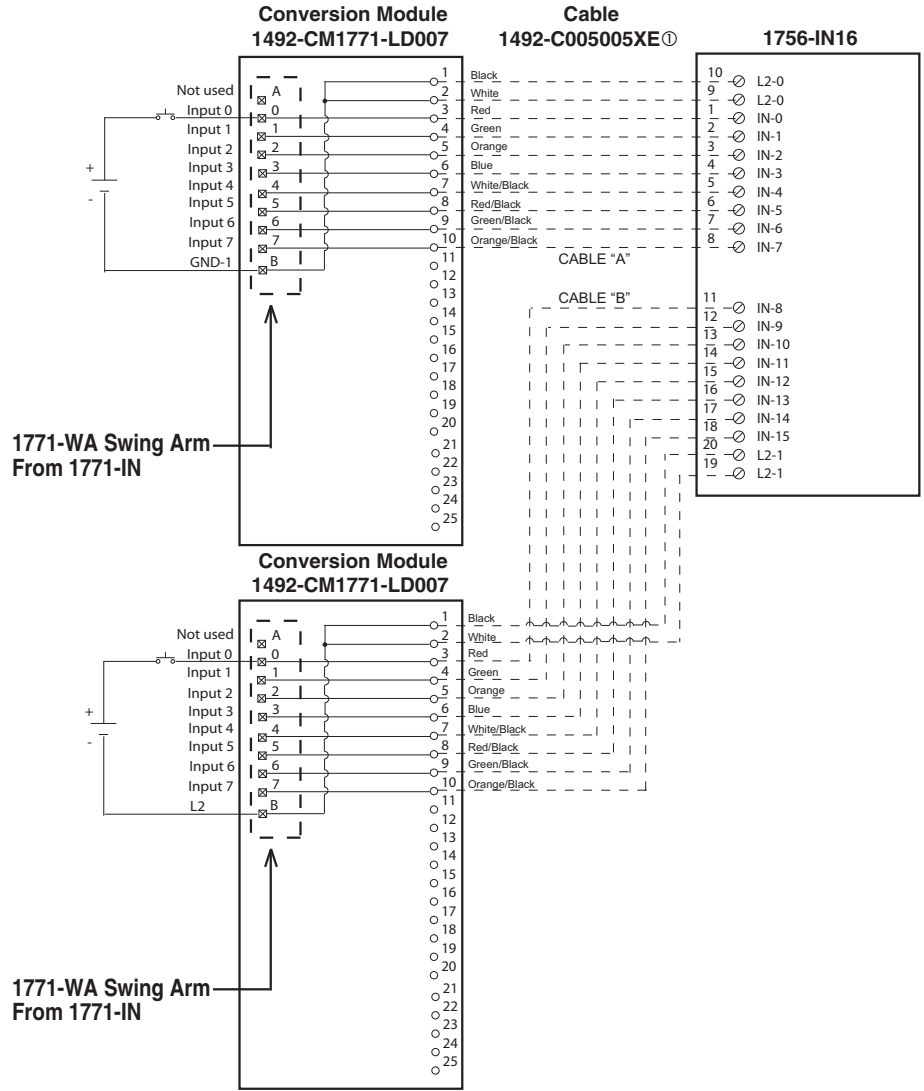 Conversion Module
1492-CM1771-LD007
Cable
1492-C005005XE①
1756-IN16
Not used A
Input 0 0
Input 1 1
Input 2 2
Input 3 3
Input 4 4
Input 5 5
Input 6 6
Input 7 7
GND-1 B
+
-
1 Black 10 L2-0
2 White 9 L2-0
3 Red 1 IN-0
4 Green 2 IN-1
5 Orange 3 IN-2
6 Blue 4 IN-3
7 White/Black 5 IN-4
8 Red/Black 6 IN-5
9 Green/Black 7 IN-6
10 Orange/Black 8 IN-7
11
12
13
14
15
16
17
18
19
20
21
22
23
24
25
CABLE "A"
CABLE "B"
11 IN-8
12 IN-9
13 IN-10
14 IN-11
15 IN-12
16 IN-13
17 IN-14
18 IN-15
20 L2-1
19 L2-1
1771-WA Swing Arm
From 1771-IN
Conversion Module
1492-CM1771-LD007
Not used A
Input 0 0
Input 1 1
Input 2 2
Input 3 3
Input 4 4
Input 5 5
Input 6 6
Input 7 7
L2 B
+
-
1 Black
2 White
3 Red
4 Green
5 Orange
6 Blue
7 White/Black
8 Red/Black
9 Green/Black
10 Orange/Black
11
12
13
14
15
16
17
18
19
20
21
22
23
24
25
1771-WA Swing Arm
From 1771-IN